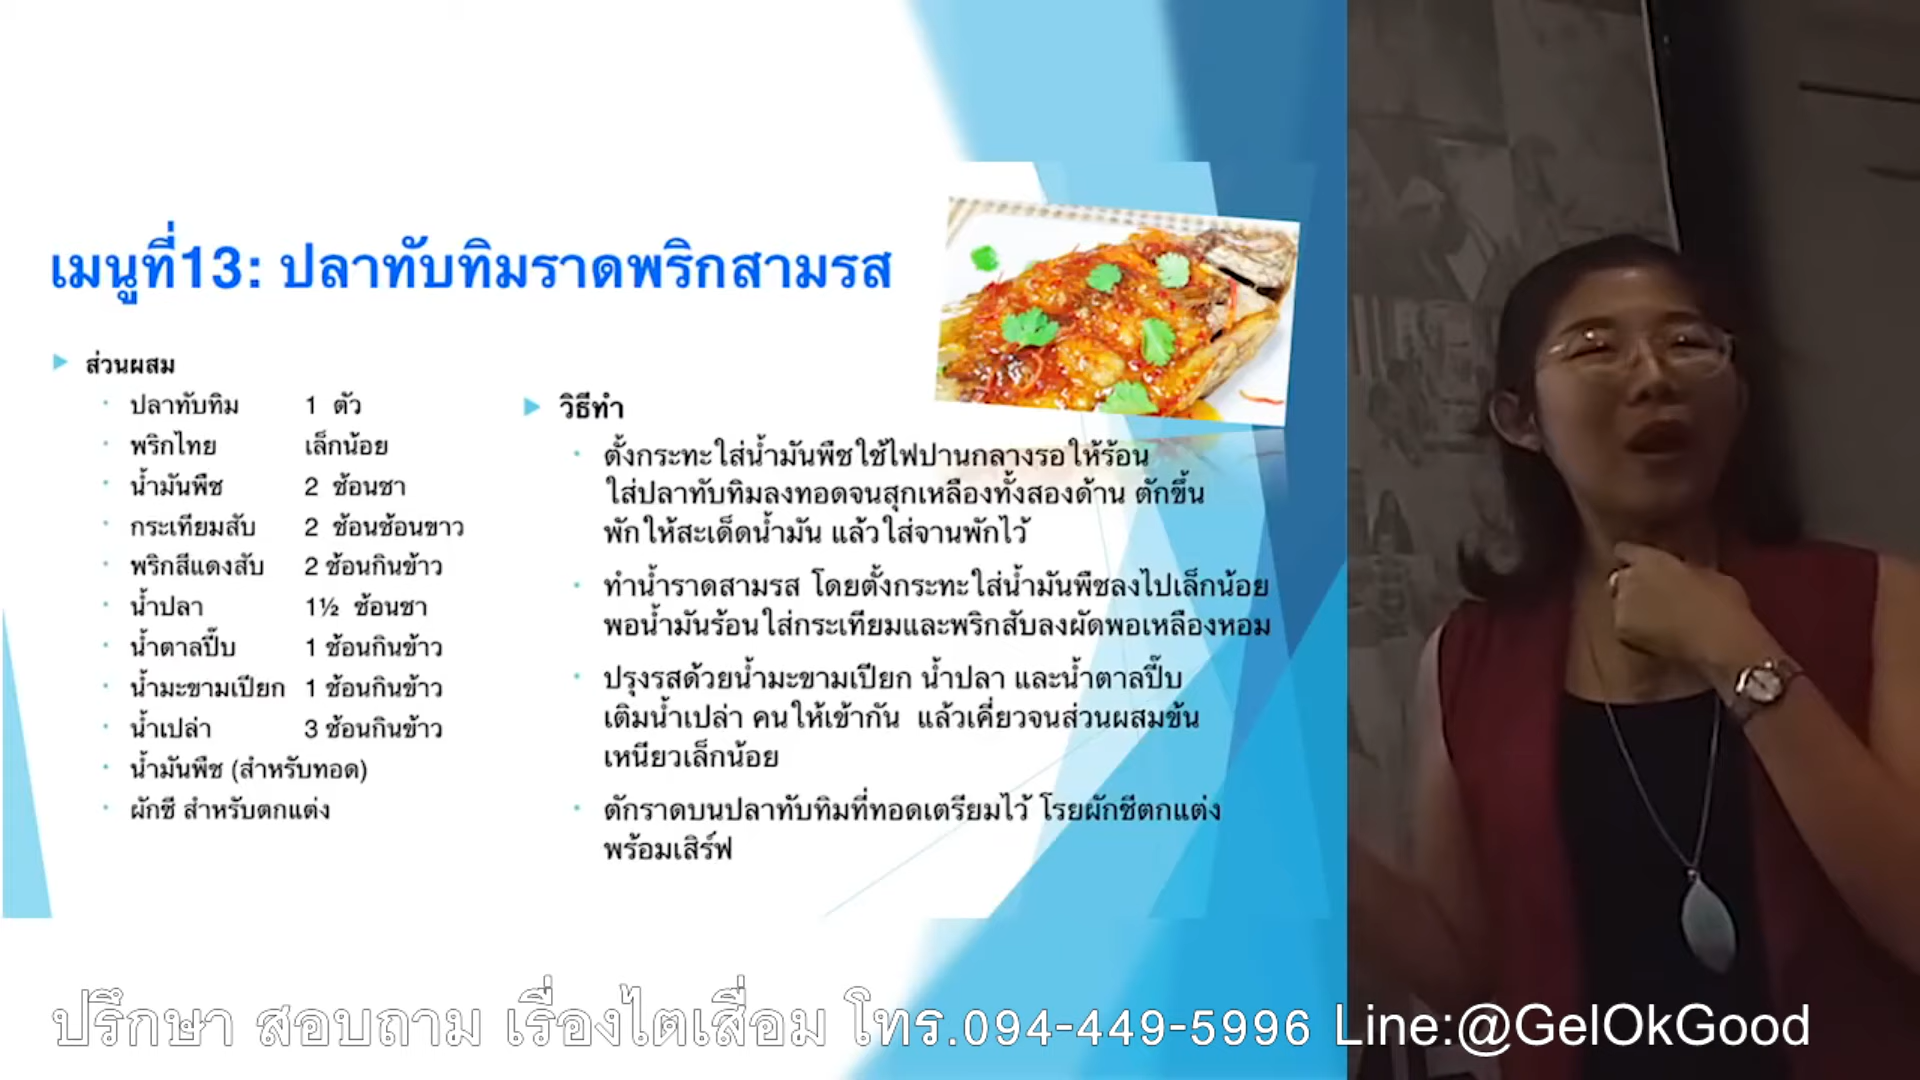 เมนูที่13: ปลาทับทิมราดพริกสามรส
ส่วนผสม
ปลาทับทิม 1 ตัว
พริกไทย เล็กน้อย
น้ำมันพืช 2 ช้อนชา
กระเทียมสับ 2 ช้อนช้อนขาว
พริกสีแดงสับ 2 ช้อนกินข้าว
น้ำปลา 1½ ช้อนชา
น้ำตาลปี๊บ 1 ช้อนกินข้าว
น้ำมะขามเปียก 1 ช้อนกินข้าว
น้ำเปล่า 3 ช้อนกินข้าว
น้ำมันพืช (สำหรับทอด)
ผักชี สำหรับตกแต่ง
วิธีทำ
ตั้งกระทะใส่น้ำมันพืชใช้ไฟปานกลางรอให้ร้อน
ใส่ปลาทับทิมลงทอดจนสุกเหลืองทั้งสองด้าน ตักขึ้น
พักให้สะเด็ดน้ำมัน แล้วใส่จานพักไว้
ทำน้ำราดสามรส โดยตั้งกระทะใส่น้ำมันพืชลงไปเล็กน้อย
พอน้ำมันร้อนใส่กระเทียมและพริกสับลงผัดพอเหลืองหอม
ปรุงรสด้วยน้ำมะขามเปียก น้ำปลา และน้ำตาลปี๊บ
เติมน้ำเปล่า คนให้เข้ากัน แล้วเคี่ยวจนส่วนผสมข้น
เหนียวเล็กน้อย
ตักราดบนปลาทับทิมที่ทอดเตรียมไว้ โรยผักชีตกแต่ง
พร้อมเสิร์ฟ
ปรึกษา สอบถาม เรื่องไตเสื่อม โทร.094-449-5996 Line:@GelOkGood